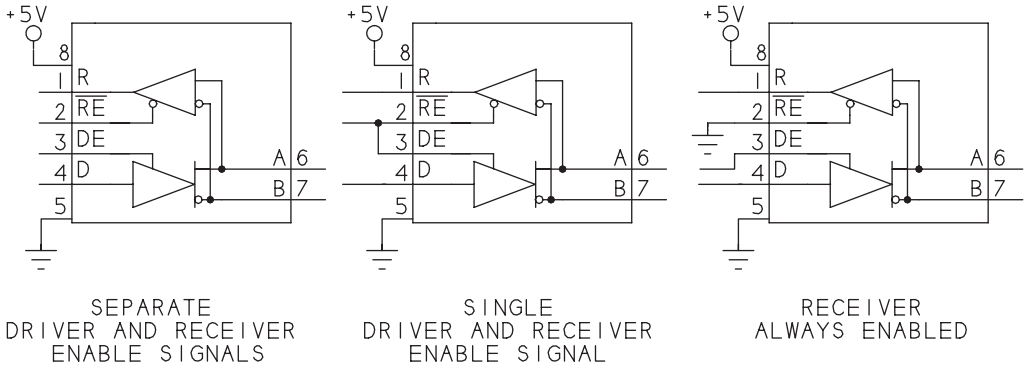 +5V
8
1 R
2 RE
3 DE
4 D
5
A 6
B 7
SEPARATE
DRIVER AND RECEIVER
ENABLE SIGNALS
+5V
8
1 R
2 RE
3 DE
4 D
5
A 6
B 7
SINGLE
DRIVER AND RECEIVER
ENABLE SIGNAL
+5V
8
1 R
2 RE
3 DE
4 D
5
A 6
B 7
RECEIVER
ALWAYS ENABLED